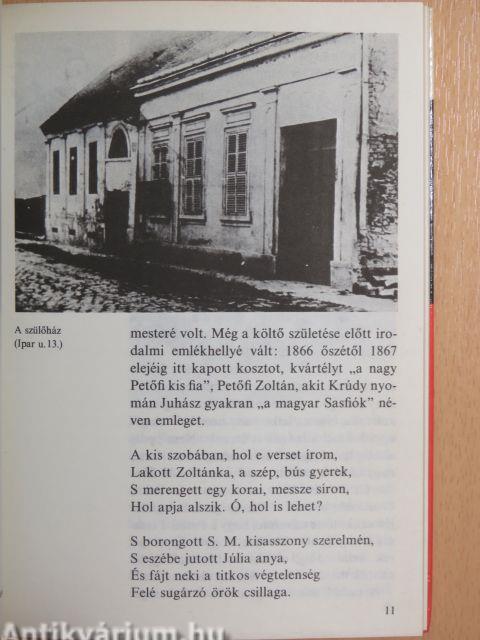 A szülőház
(Ipar u. 13.)
mesteré volt. Még a költő születése előtt iro-
dalmi emlékhellyé vált: 1866 őszétől 1867
elejéig itt kapott kosztot, kvártélyt „a nagy
Petőfi kis fia”, Petőfi Zoltán, akit Krúdy nyo-
mán Juhász gyakran „a magyar Sasfiók” né-
ven emleget.
A kis szobában, hol e verset írom,
Lakott Zoltánka, a szép, bús gyerek,
S merengett egy korai, messze síron,
Hol apja alszik. Ó, hol is lehet?
S borongott S. M. kisasszony szerelmén,
S eszébe jutott Júlia anya,
És fájt neki a titkos végtelenség
Felé sugárzó örök csillaga.
11
Antikvárium.hu